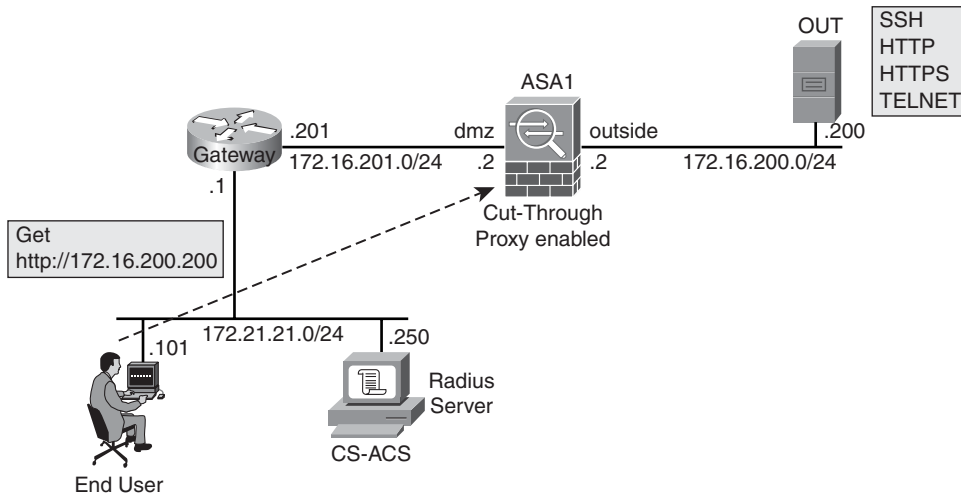 OUT
SSH
HTTP
HTTPS
TELNET
ASA1
.201
dmz
outside
.200
Gateway
172.16.201.0/24
.2
.2
172.16.200.0/24
.1
Cut-Through
Proxy enabled
Get
http://172.16.200.200
172.21.21.0/24
.101
.250
Radius
Server
CS-ACS
End User